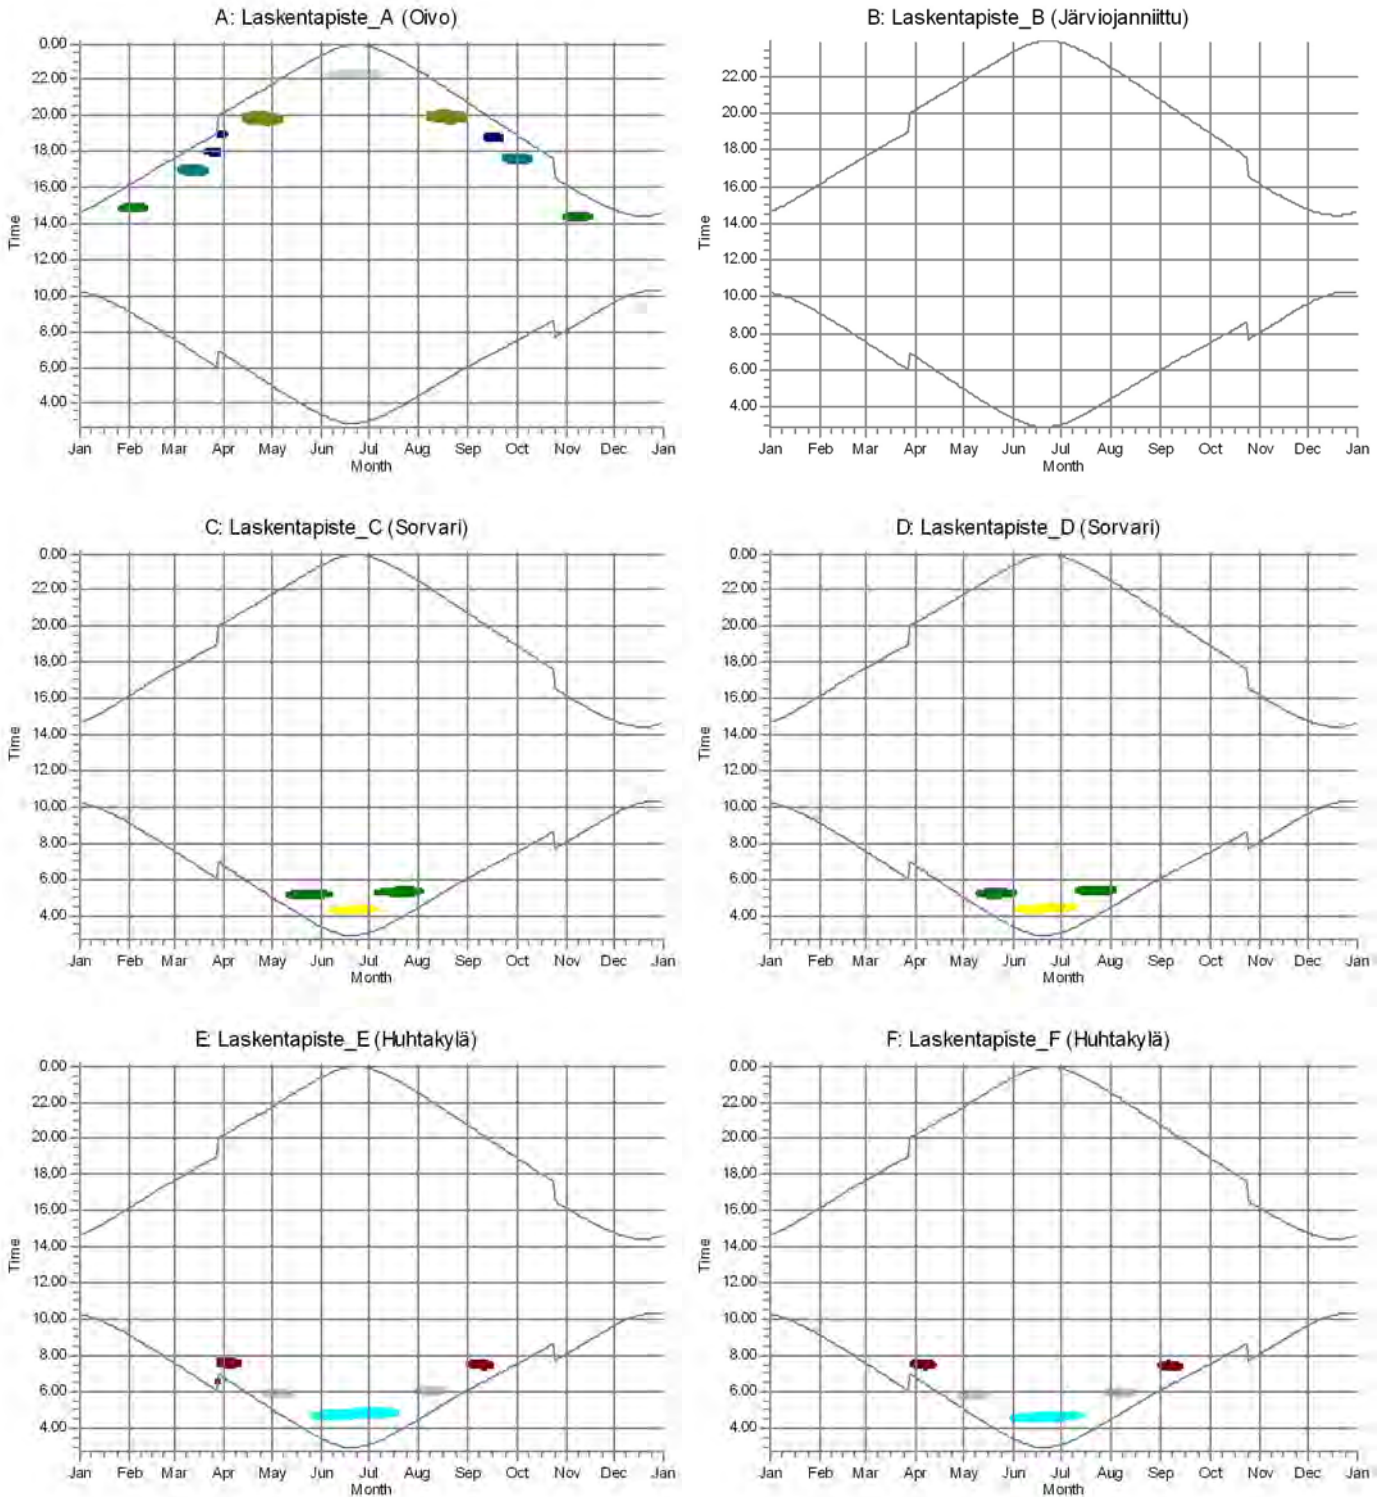 A: Laskentapiste_A (Oivo)
0.00
22.00
20.00
18.00
16.00
14.00
12.00
10.00
8.00
6.00
4.00
Time
Jan Feb Mar Apr May Jun Jul Aug Sep Oct Nov Dec Jan
Month
B: Laskentapiste_B (Järviojanniittu)
22.00
20.00
18.00
16.00
14.00
12.00
10.00
8.00
6.00
4.00
Time
Jan Feb Mar Apr May Jun Jul Aug Sep Oct Nov Dec Jan
Month
C: Laskentapiste_C (Sorvari)
0.00
22.00
20.00
18.00
16.00
14.00
12.00
10.00
8.00
6.00
4.00
Time
Jan Feb Mar Apr May Jun Jul Aug Sep Oct Nov Dec Jan
Month
D: Laskentapiste_D (Sorvari)
0.00
22.00
20.00
18.00
16.00
14.00
12.00
10.00
8.00
6.00
4.00
Time
Jan Feb Mar Apr May Jun Jul Aug Sep Oct Nov Dec Jan
Month
E: Laskentapiste_E (Huhtakylä)
0.00
22.00
20.00
18.00
16.00
14.00
12.00
10.00
8.00
6.00
4.00
Time
Jan Feb Mar Apr May Jun Jul Aug Sep Oct Nov Dec Jan
Month
F: Laskentapiste_F (Huhtakylä)
0.00
22.00
20.00
18.00
16.00
14.00
12.00
10.00
8.00
6.00
4.00
Time
Jan Feb Mar Apr May Jun Jul Aug Sep Oct Nov Dec Jan
Month